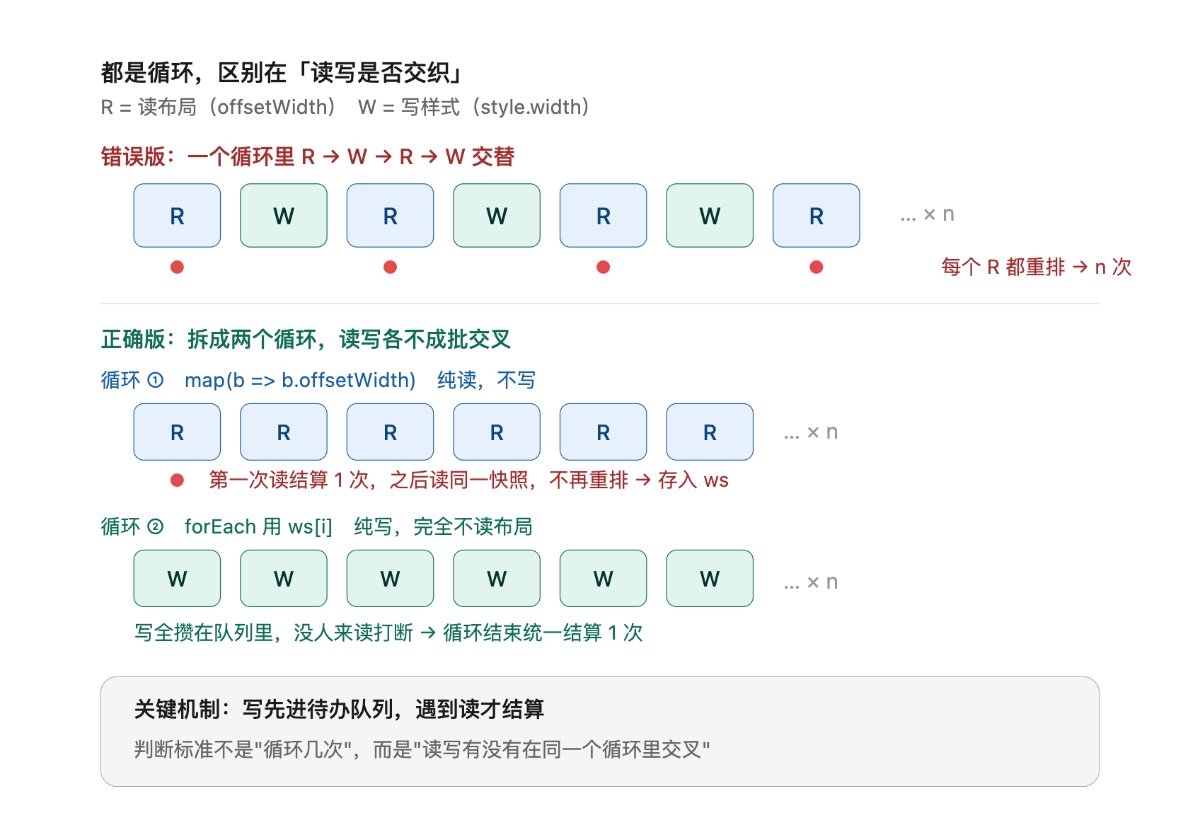 都是循环，区别在「读写是否交织」
R = 读布局（offsetWidth） W = 写样式（style.width）
错误版：一个循环里 R → W → R → W 交替
R W R W R W R ... × n
每个 R 都重排 → n 次
正确版：拆成两个循环，读写各不成批交叉
循环 ① map(b => b.offsetWidth) 纯读，不写
R R R R R R ... × n
第一次读结算 1 次，之后读同一快照，不再重排 → 存入 ws
循环 ② forEach 用 ws[i] 纯写，完全不读布局
W W W W W W ... × n
写全攒在队列里，没人来读打断 → 循环结束统一结算 1 次
关键机制：写先进待办队列，遇到读才结算
判断标准不是"循环几次"，而是"读写有没有在同一个循环里交叉"